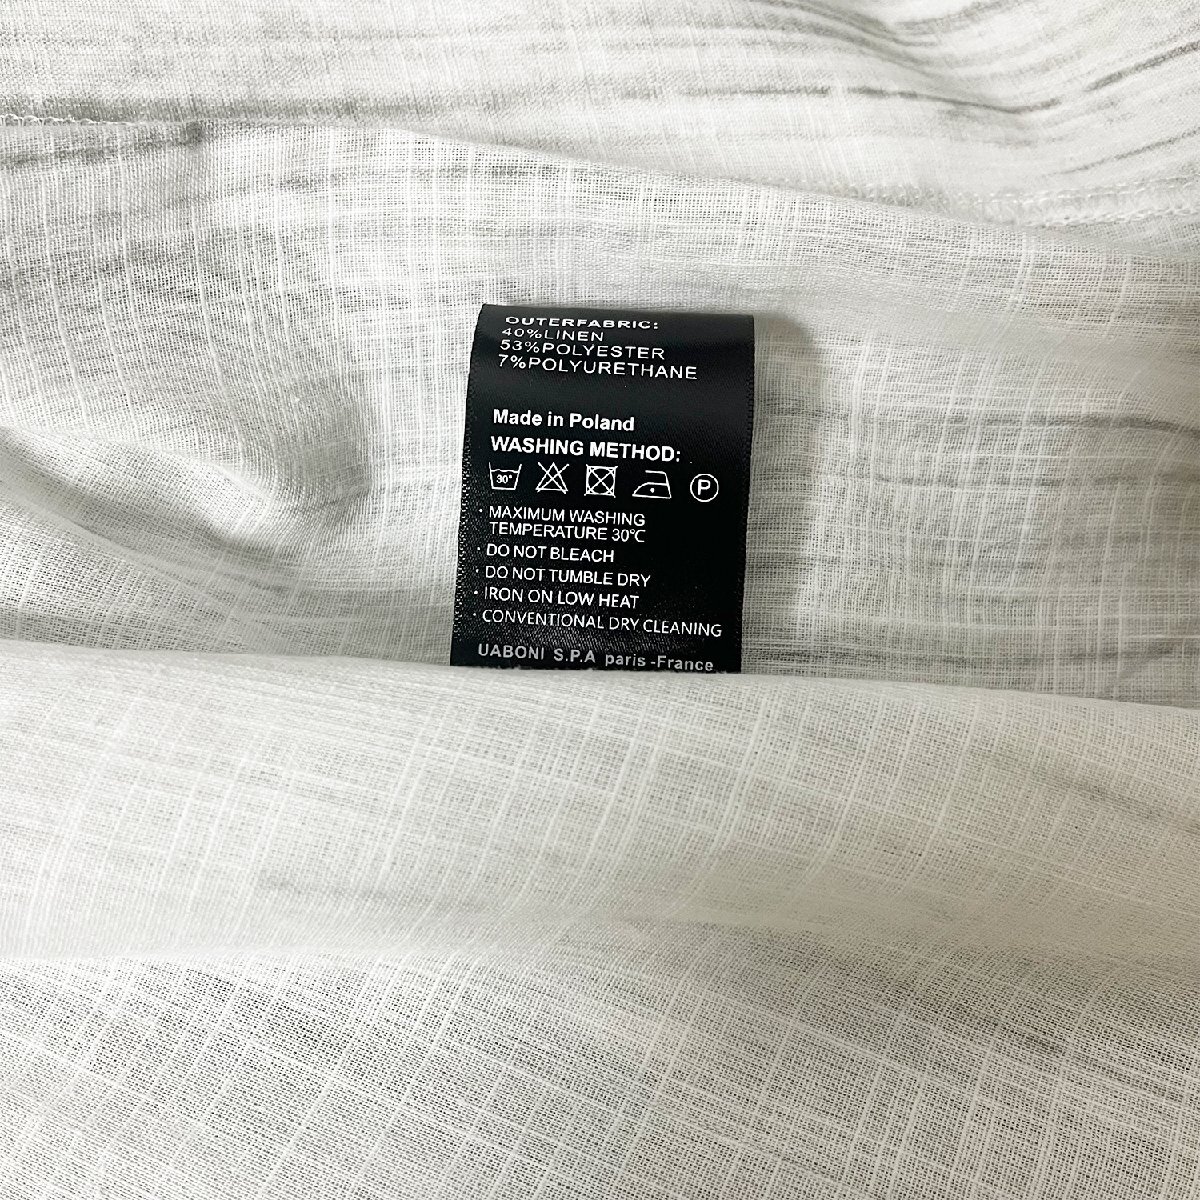 OUTERFABRIC:
40%LINEN
53%POLYESTER
7%POLYURETHANE
Made in Poland
WASHING METHOD:
30°
P
· MAXIMUM WASHING
TEMPERATURE 30℃
· DO NOT BLEACH
· DO NOT TUMBLE DRY
· IRON ON LOW HEAT
· CONVENTIONAL DRY CLEANING
UABONI S.P.A paris -France